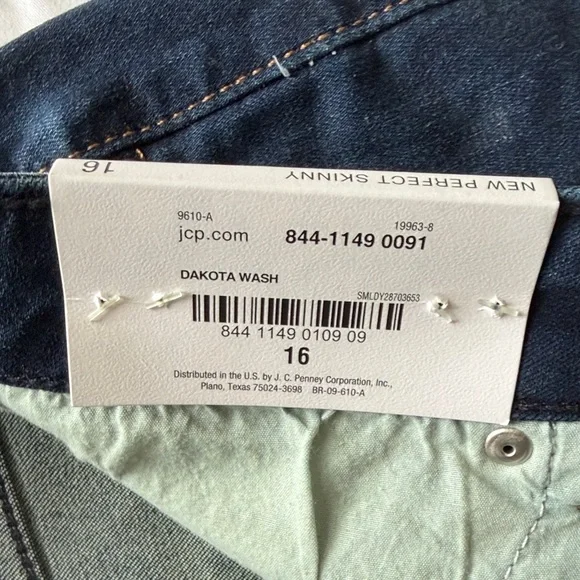 16 NEW PERFECT SKINNY
9610-A 19963-8
jcp.com 844-1149 0091
DAKOTA WASH
SMLDY28703653
844 1149 0109 09
16
Distributed in the U.S. by J. C. Penney Corporation, Inc.,
Plano, Texas 75024-3698 BR-09-610-A